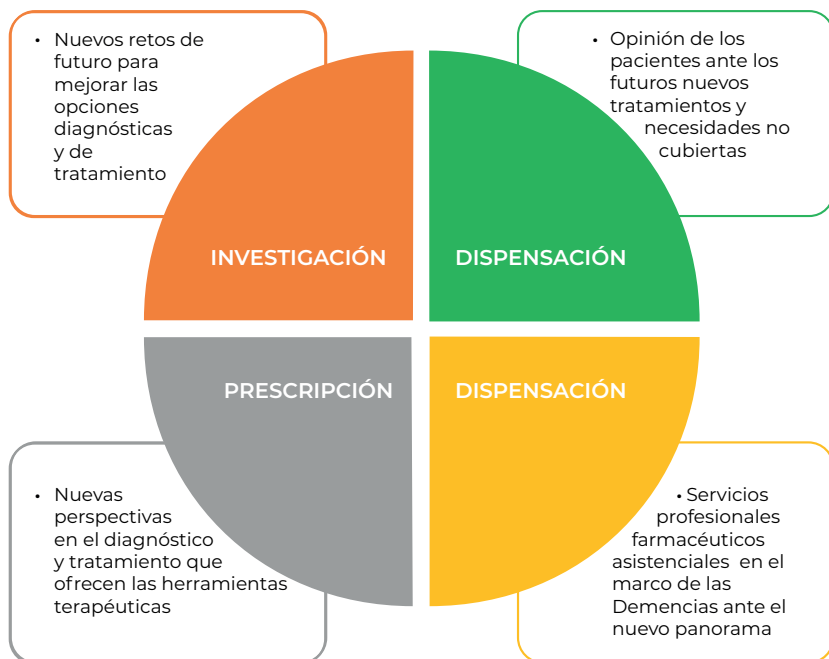 • Nuevos retos de
futuro para
mejorar las
opciones
diagnósticas
y de
tratamiento
• Opinión de los
pacientes ante los
futuros nuevos
tratamientos y
necesidades no
cubiertas
INVESTIGACIÓN
DISPENSACIÓN
PRESCRIPCIÓN
DISPENSACIÓN
• Nuevas
perspectivas
en el diagnóstico
y tratamiento que
ofrecen las herramientas
terapéuticas
• Servicios
profesionales
farmacéuticos
asistenciales en el
marco de las
Demencias ante el
nuevo panorama